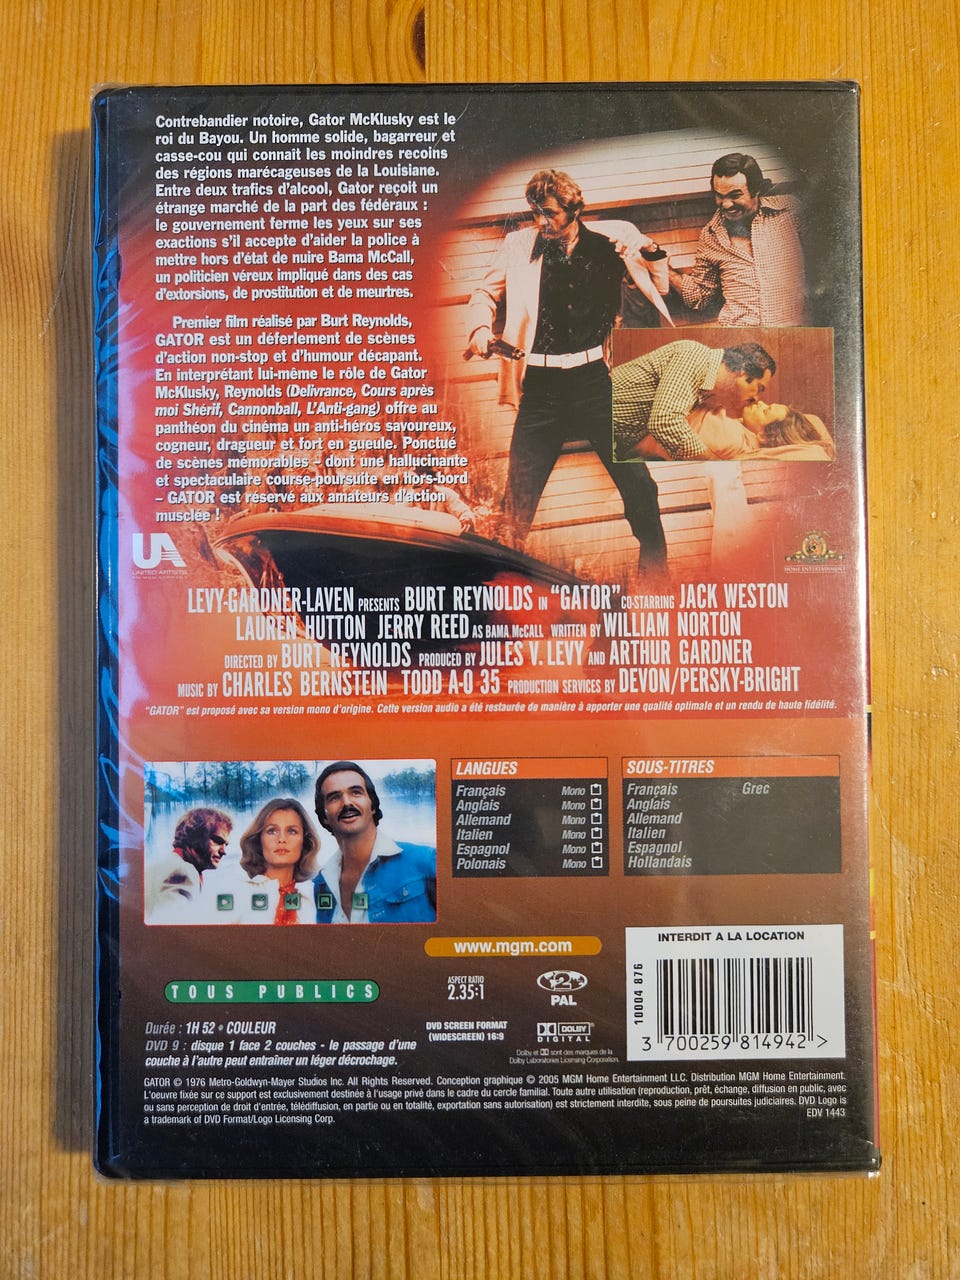 Contrebandier notoire, Gator McKlusky est le
roi du Bayou. Un homme solide, bagarreur et
casse-cou qui connaît les moindres recoins
des régions marécageuses de la Louisiane.
Entre deux trafics d'alcool, Gator reçoit un
étrange marché de la part des fédéraux :
le gouvernement ferme les yeux sur ses
exactions s'il accepte d'aider la police à
mettre hors d'état de nuire Bama McCall,
un politicien véreux impliqué dans des cas
d'extorsions, de prostitution et de meurtres.
Premier film réalisé par Burt Reynolds,
GATOR est un déferlement de scènes
d'action non-stop et d'humour décapant.
En interprétant lui-même le rôle de Gator
McKlusky, Reynolds (Delivrance, Cours après
moi Shérif, Cannonball, L'Anti-gang) offre au
panthéon du cinéma un anti-héros savoureux,
cogneur, dragueur et fort en gueule. Ponctué
de scènes mémorables – dont une hallucinante
et spectaculaire course-poursuite en hors-bord
– GATOR est réservé aux amateurs d'action
musclée !
UA
UNITED ARTISTS
HOME ENTERTAINMENT
LEVY-GARDNER-LAVEN PRESENTS BURT REYNOLDS IN "GATOR" CO-STARRING JACK WESTON
LAUREN HUTTON JERRY REED AS BAMA McCALL WRITTEN BY WILLIAM NORTON
DIRECTED BY BURT REYNOLDS PRODUCED BY JULES V. LEVY AND ARTHUR GARDNER
MUSIC BY CHARLES BERNSTEIN TODD A-O 35 PRODUCTION SERVICES BY DEVON/PERSKY-BRIGHT
"GATOR" est proposé avec sa version mono d'origine. Cette version audio a été restaurée de manière à apporter une qualité optimale et un rendu de haute fidélité.
LANGUES
Français Mono
Anglais Mono
Allemand Mono
Italien Mono
Espagnol Mono
Polonais Mono
SOUS-TITRES
Français Grec
Anglais
Allemand
Italien
Espagnol
Hollandais
www.mgm.com
TOUS PUBLICS
ASPECT RATIO
2.35:1
2
PAL
INTERDIT A LA LOCATION
10004 876
3 700259 814942 >
Durée : 1H 52 • COULEUR
DVD 9 : disque 1 face 2 couches - le passage d'une
couche à l'autre peut entraîner un léger décrochage.
DVD SCREEN FORMAT
(WIDESCREEN) 16:9
DOLBY
DIGITAL
Dolby et DD sont des marques de la
Dolby Laboratories Licensing Corporation.
GATOR © 1976 Metro-Goldwyn-Mayer Studios Inc. All Rights Reserved. Conception graphique © 2005 MGM Home Entertainment LLC. Distribution MGM Home Entertainment.
L'oeuvre fixée sur ce support est exclusivement destinée à l'usage privé dans le cadre du cercle familial. Toute autre utilisation (reproduction, prêt, échange, diffusion en public, avec
ou sans perception de droit d'entrée, télédiffusion, en partie ou en totalité, exportation sans autorisation) est strictement interdite, sous peine de poursuites judiciaires. DVD Logo is
a trademark of DVD Format/Logo Licensing Corp.
EDV 1443